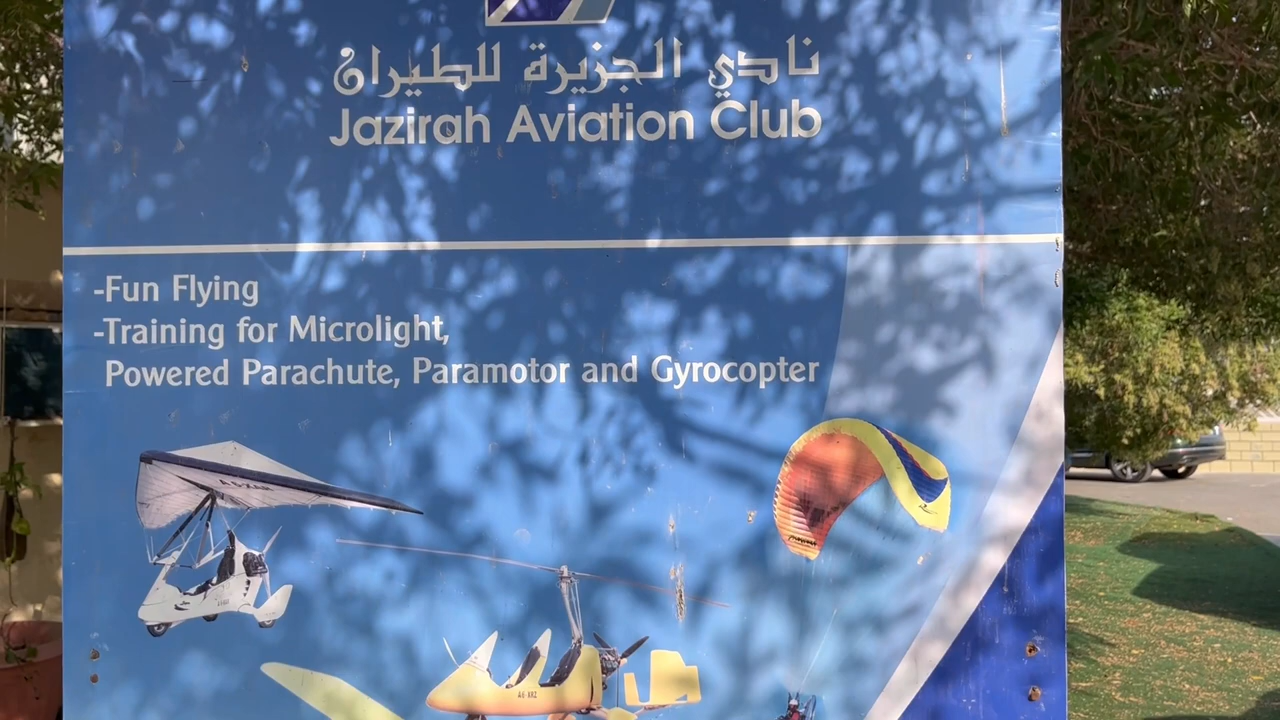 نادي الجزيرة للطيران
Jazirah Aviation Club
-Fun Flying
-Training for Microlight,
Powered Parachute, Paramotor and Gyrocopter